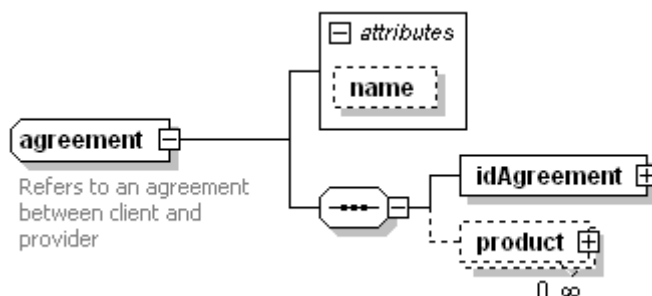 attributes
name
agreement
Refers to an agreement
between client and
provider
idAgreement
product
0..∞